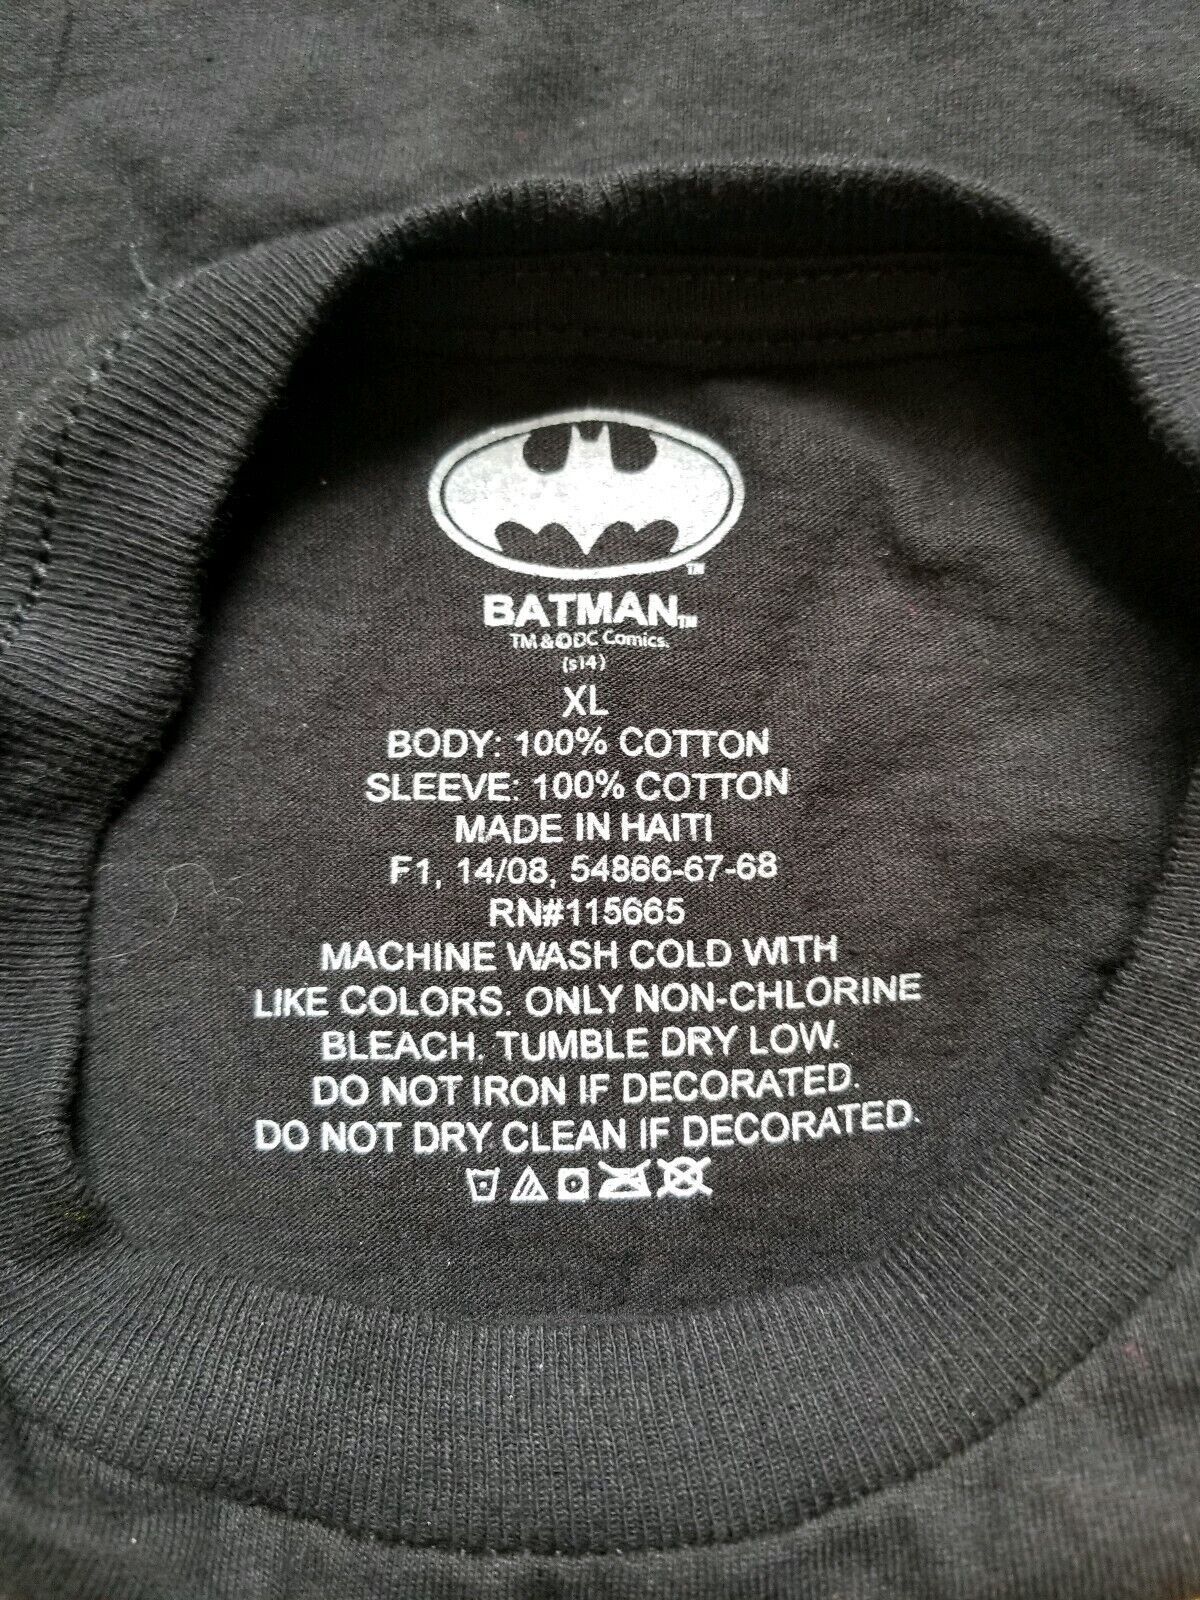 TM
BATMAN™
TM & © DC Comics.
(s14)
XL
BODY: 100% COTTON
SLEEVE: 100% COTTON
MADE IN HAITI
F1, 14/08, 54866-67-68
RN#115665
MACHINE WASH COLD WITH
LIKE COLORS. ONLY NON-CHLORINE
BLEACH. TUMBLE DRY LOW.
DO NOT IRON IF DECORATED.
DO NOT DRY CLEAN IF DECORATED.